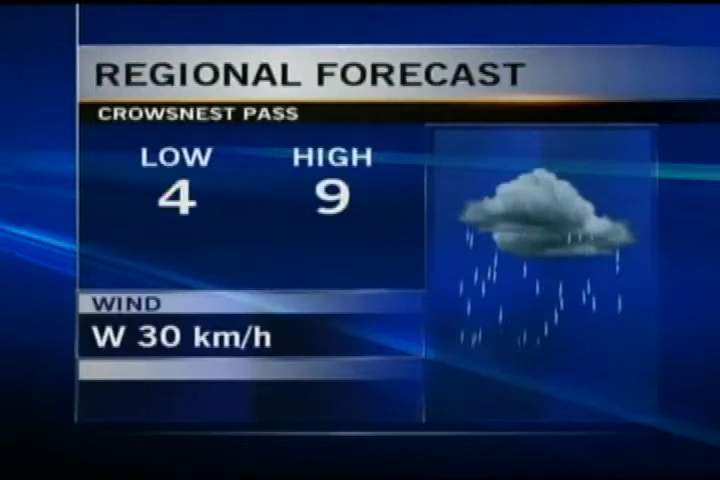 REGIONAL FORECAST
CROWSNEST PASS
LOW HIGH
4 9
WIND
W 30 km/h